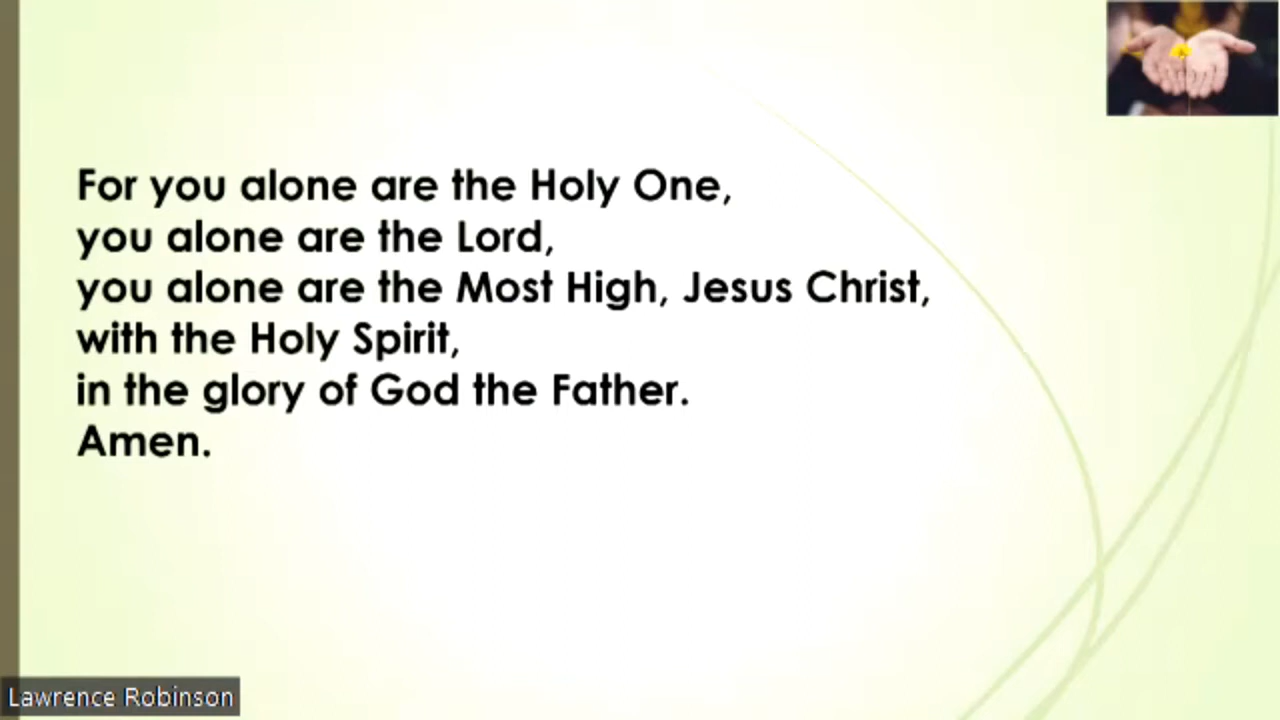 For you alone are the Holy One,
you alone are the Lord,
you alone are the Most High, Jesus Christ,
with the Holy Spirit,
in the glory of God the Father.
Amen.
Lawrence Robinson